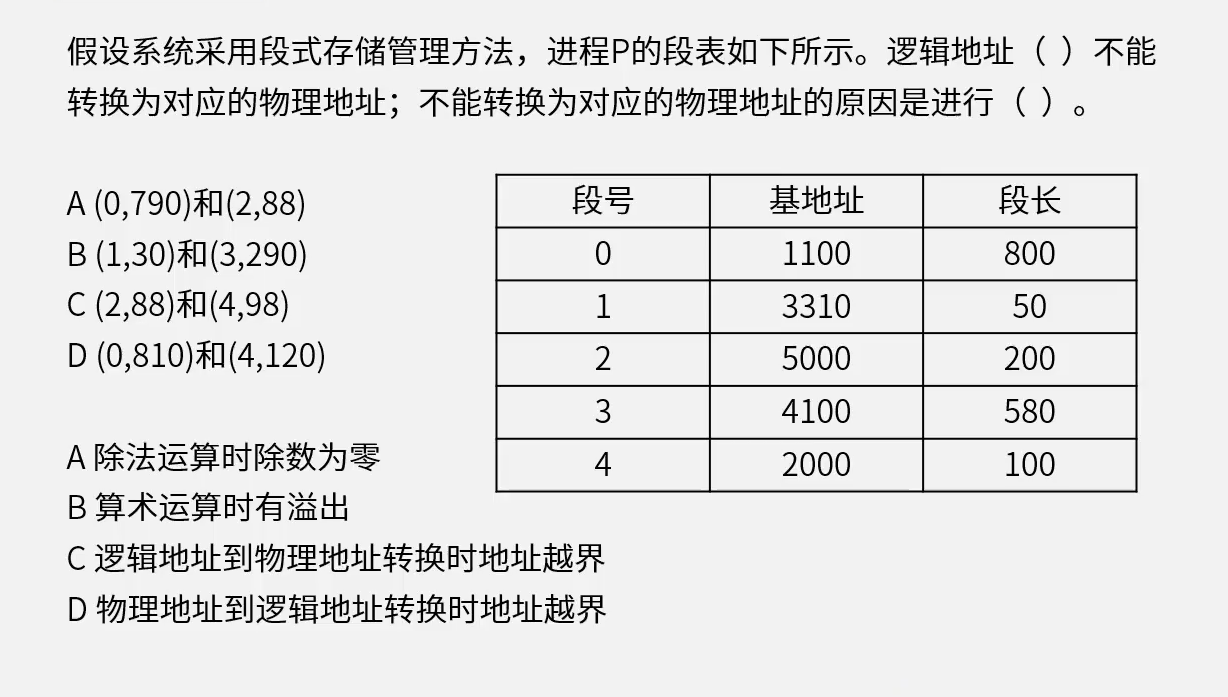 假设系统采用段式存储管理方法，进程P的段表如下所示。逻辑地址（ ）不能
转换为对应的物理地址；不能转换为对应的物理地址的原因是进行（ ）。
A (0,790)和(2,88)
B (1,30)和(3,290)
C (2,88)和(4,98)
D (0,810)和(4,120)
A 除法运算时除数为零
B 算术运算时有溢出
C 逻辑地址到物理地址转换时地址越界
D 物理地址到逻辑地址转换时地址越界
段号 基地址 段长
0 1100 800
1 3310 50
2 5000 200
3 4100 580
4 2000 100